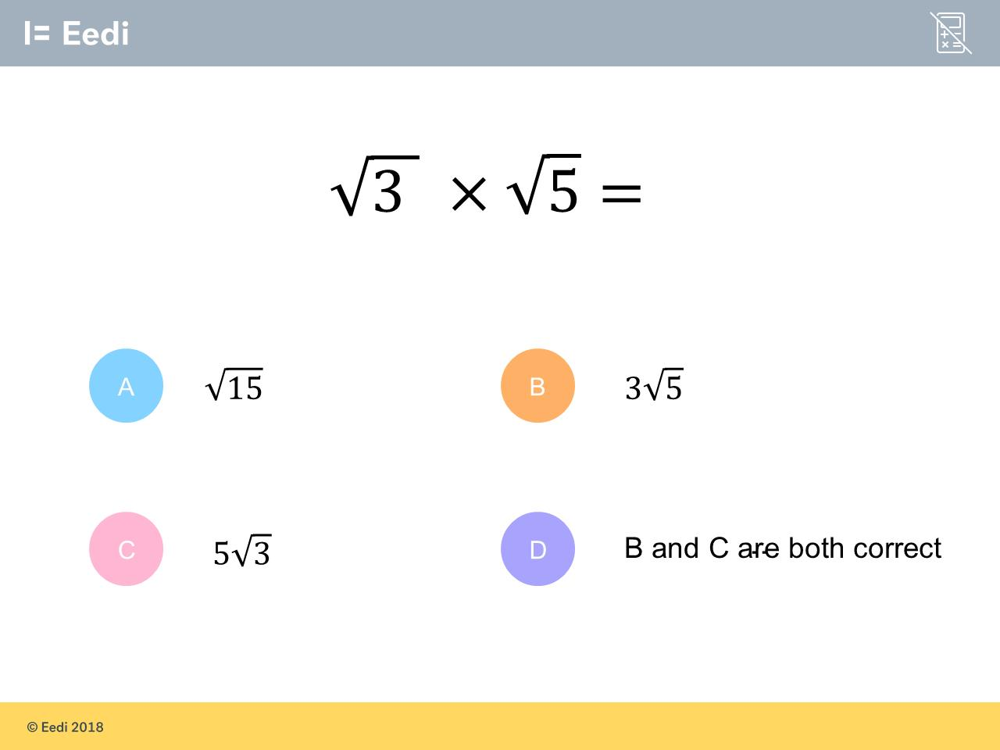 Eedi
√3 × √5 =
A √15
B 3√5
C 5√3
D B and C are both correct
© Eedi 2018